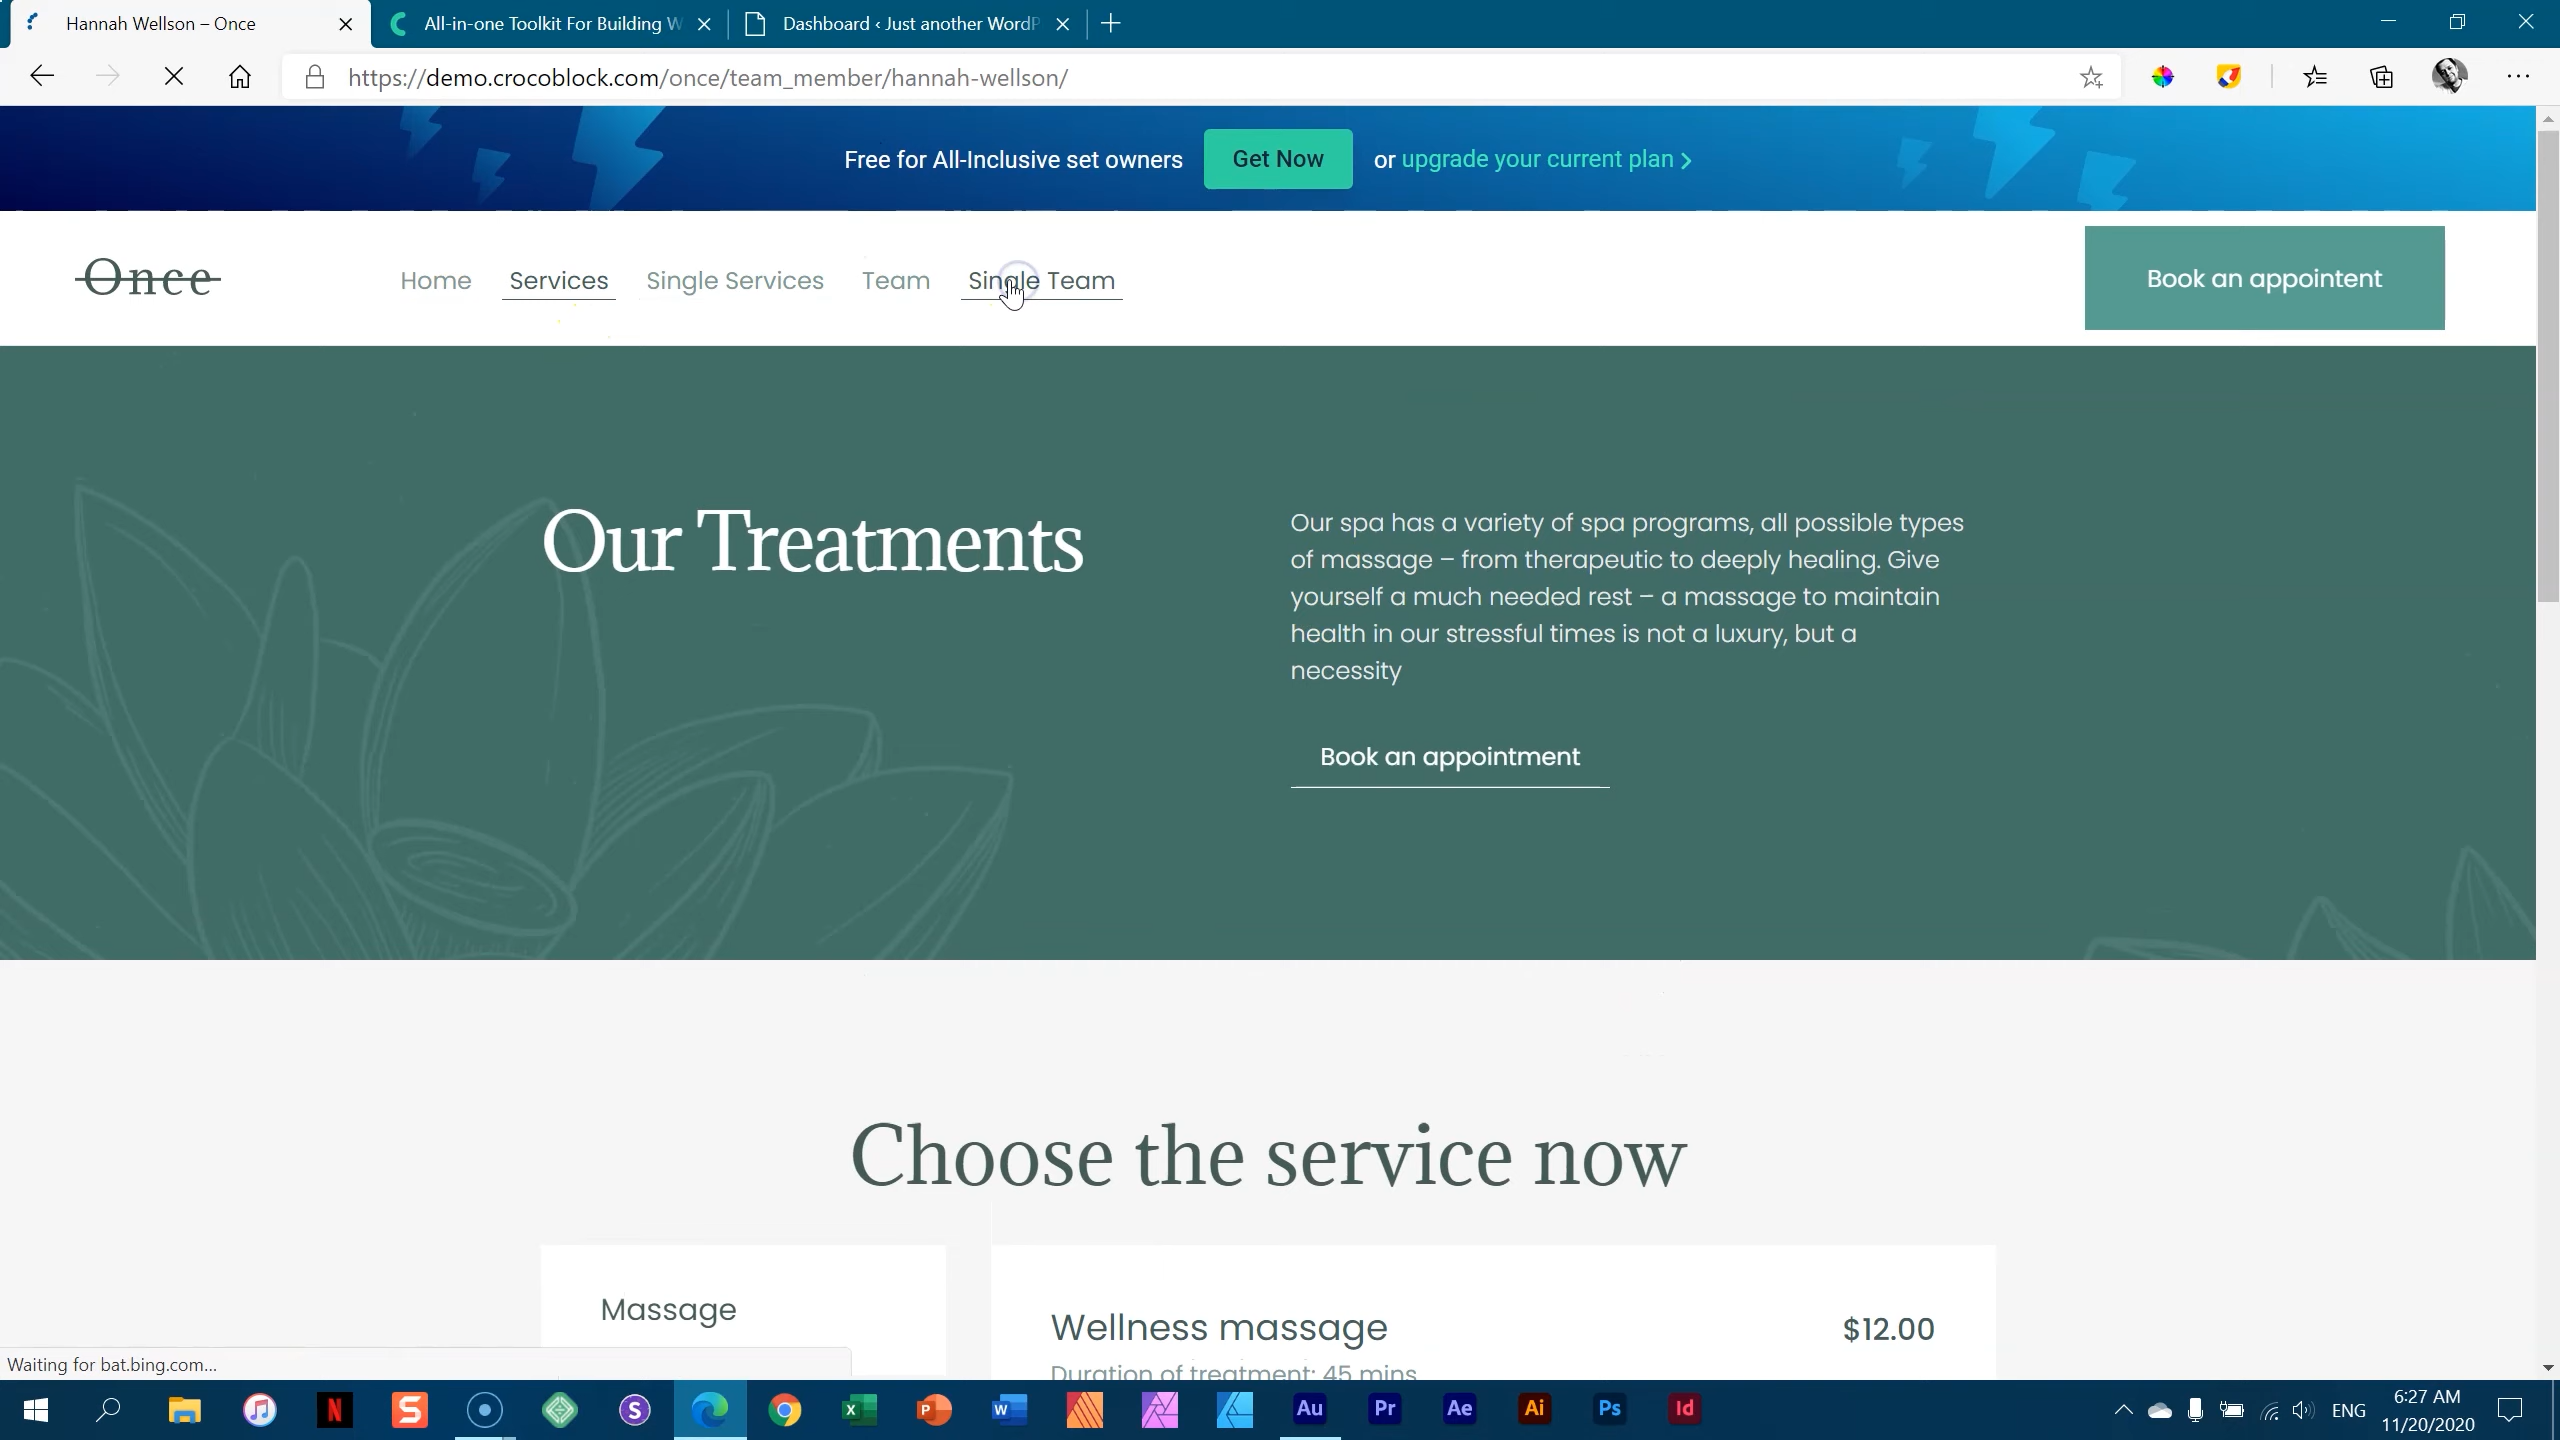 Hannah Wellson – Once
All-in-one Toolkit For Building W
Dashboard ‹ Just another WordP
https://demo.crocoblock.com/once/team_member/hannah-wellson/
Free for All-Inclusive set owners
Get Now
or upgrade your current plan >
Once
Home
Services
Single Services
Team
Single Team
Book an appointent
Our Treatments
Our spa has a variety of spa programs, all possible types
of massage – from therapeutic to deeply healing. Give
yourself a much needed rest – a massage to maintain
health in our stressful times is not a luxury, but a
necessity
Book an appointment
Choose the service now
Massage
Wellness massage
$12.00
Duration of treatment: 45 mins
Waiting for bat.bing.com...
N
S
S
X
P
W
Au
Pr
Ae
Ai
Ps
Id
ENG
6:27 AM
11/20/2020